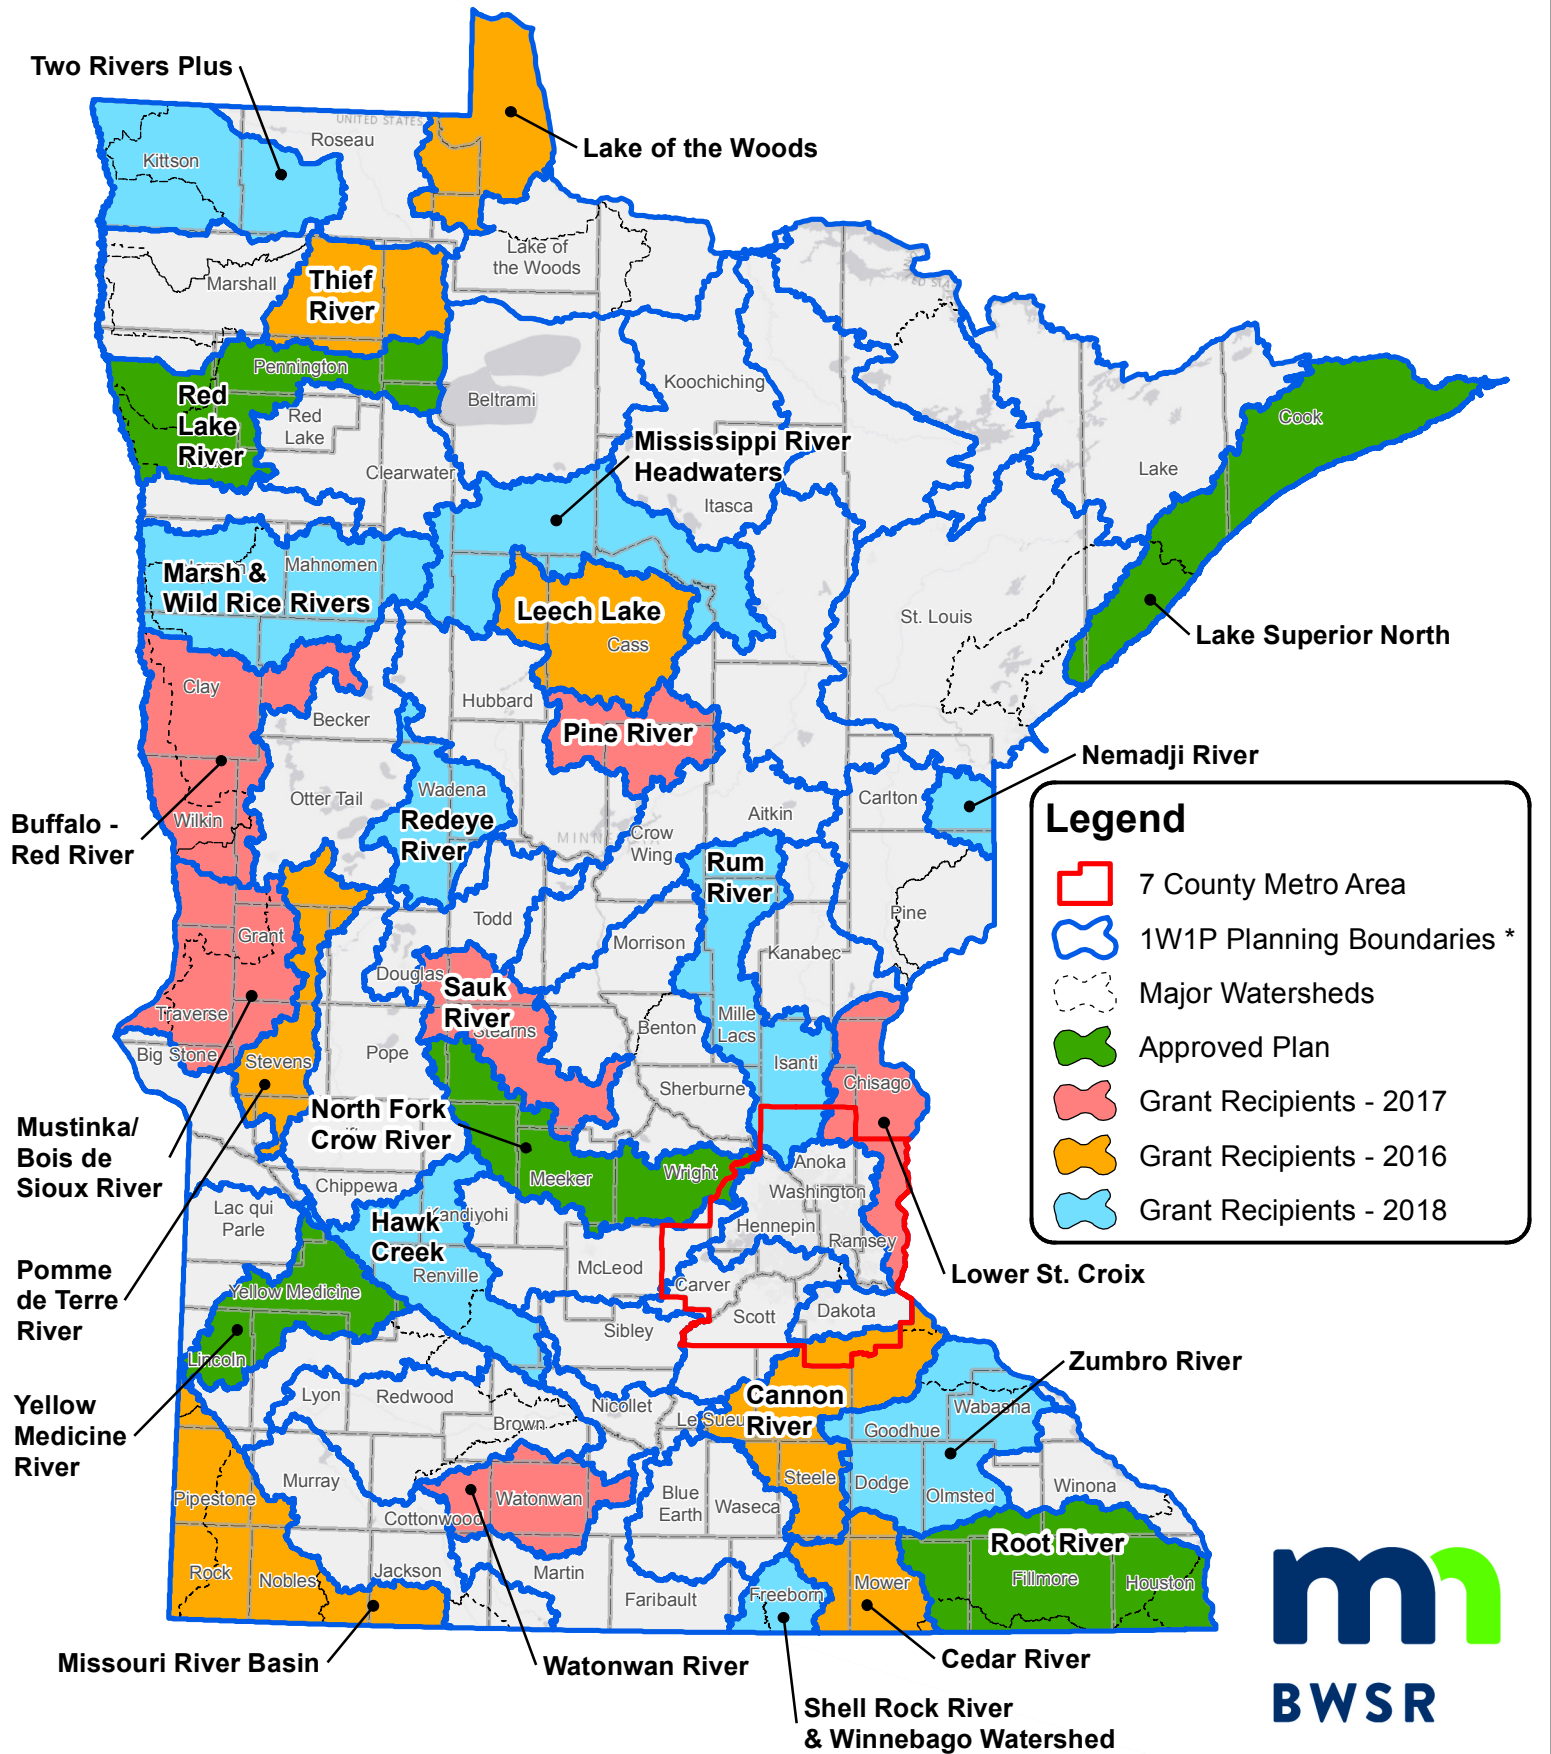 Two Rivers Plus
UNITED STATES
Roseau
Kittson
Lake of the Woods
Lake of
the Woods
Marshall
Thief
River
Pennington
Red
Lake
River
Red
Lake
Beltrami
Koochiching
Cook
Clearwater
Mississippi River
Headwaters
Itasca
Lake
Mahnomen
Marsh &
Wild Rice Rivers
Leech Lake
Cass
St. Louis
Lake Superior North
Clay
Becker
Hubbard
Pine River
Nemadji River
Buffalo -
Red River
Wilkin
Otter Tail
Wadena
Redeye
River
Crow
Wing
Aitkin
Carlton
Rum
River
Pine
Grant
Todd
Morrison
Kanabec
Douglas
Sauk
River
Stearns
Traverse
Big Stone
Stevens
Pope
Benton
Mille
Lacs
Isanti
Chisago
Sherburne
Mustinka/
Bois de
Sioux River
North Fork
Crow River
Meeker
Wright
Anoka
Washington
Hennepin
Ramsey
Chippewa
Lac qui
Parle
Hawk
Creek
Kandiyohi
Renville
McLeod
Carver
Scott
Dakota
Sibley
Lower St. Croix
Pomme
de Terre
River
Yellow Medicine
Lincoln
Yellow
Medicine
River
Lyon
Redwood
Brown
Nicollet
Le Sueu
Cannon
River
Goodhue
Wabasha
Zumbro River
Murray
Pipestone
Cottonwood
Watonwan
Blue
Earth
Waseca
Steele
Dodge
Olmsted
Winona
Root River
Rock
Nobles
Jackson
Martin
Faribault
Freeborn
Mower
Fillmore
Houston
Missouri River Basin
Watonwan River
Cedar River
Shell Rock River
& Winnebago Watershed
Legend
7 County Metro Area
1W1P Planning Boundaries *
Major Watersheds
Approved Plan
Grant Recipients - 2017
Grant Recipients - 2016
Grant Recipients - 2018
mn
BWSR